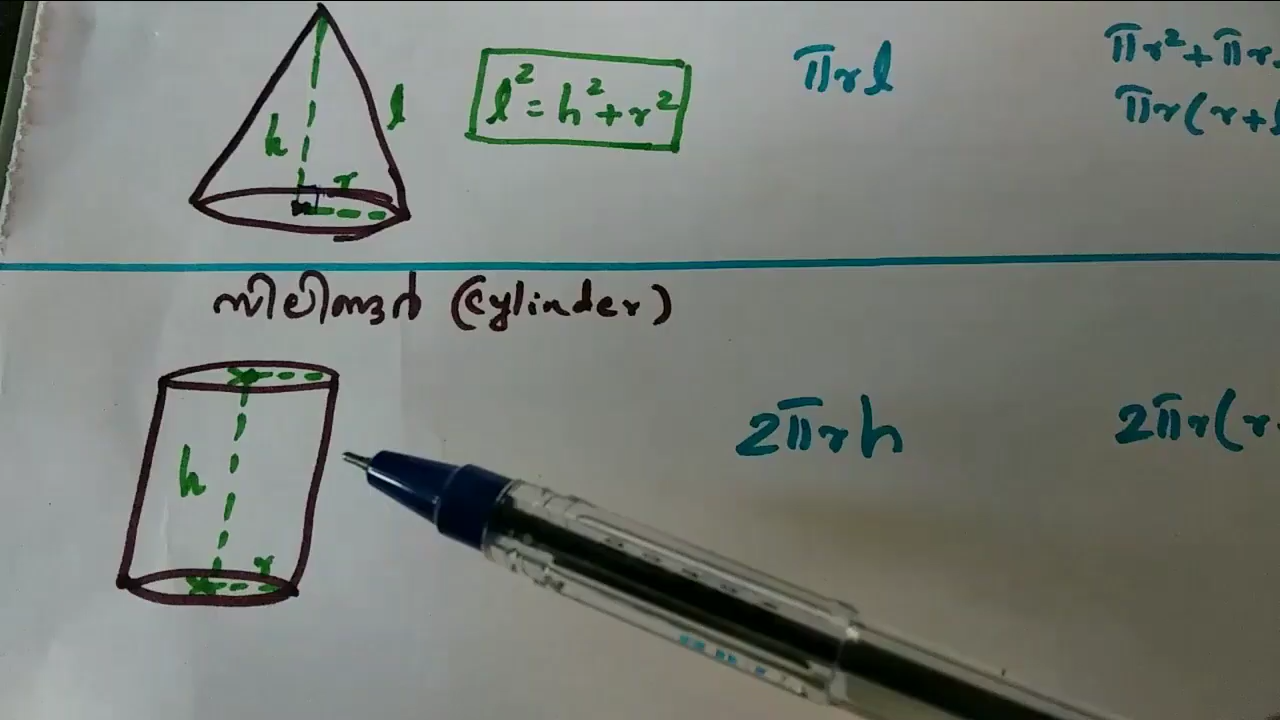 h
l
r
l² = h² + r²
πrl
πr² + πr
πr(r+l
സിലിണ്ടർ (Cylinder)
h
r
2πrh
2πr(r